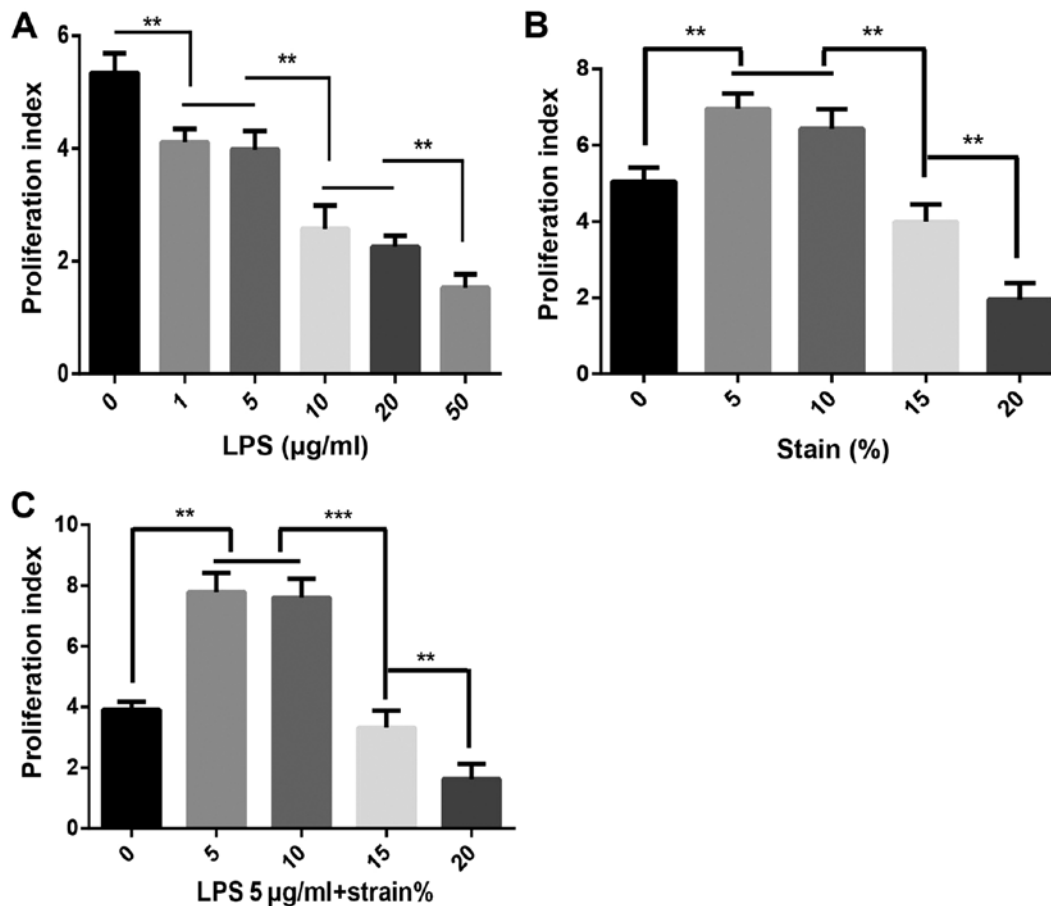 A
Proliferation index
6
4
2
0
**
**
**
0 1 5 10 20 50
LPS (µg/ml)
B
Proliferation index
8
6
4
2
0
**
**
**
0 5 10 15 20
Stain (%)
C
Proliferation index
10
8
6
4
2
0
**
***
**
0 5 10 15 20
LPS 5 µg/ml+strain%